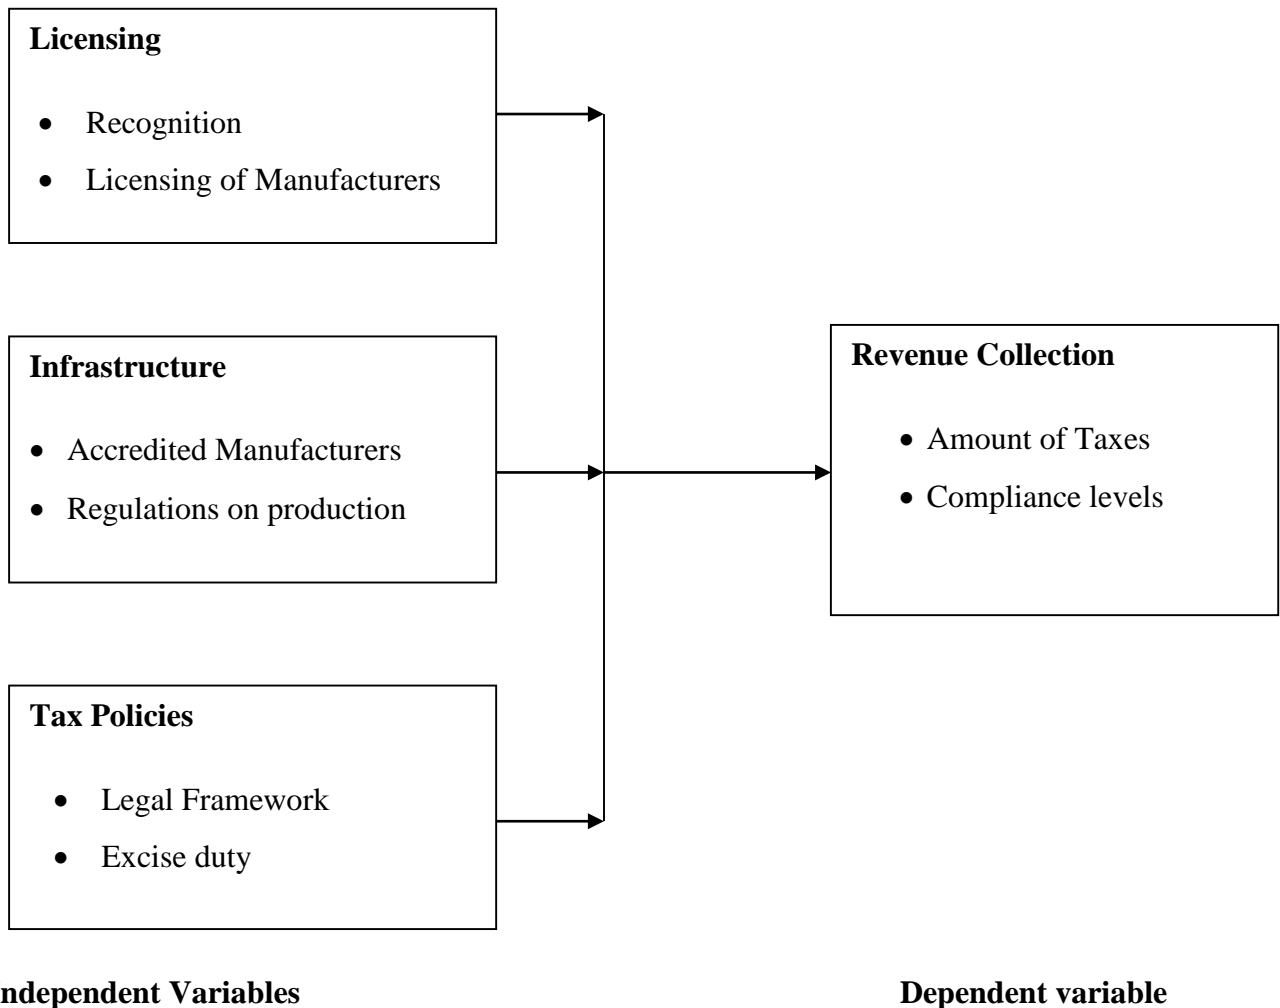 Licensing
• Recognition
• Licensing of Manufacturers
Infrastructure
• Accredited Manufacturers
• Regulations on production
Tax Policies
• Legal Framework
• Excise duty
Revenue Collection
• Amount of Taxes
• Compliance levels
ndependent Variables
Dependent variable